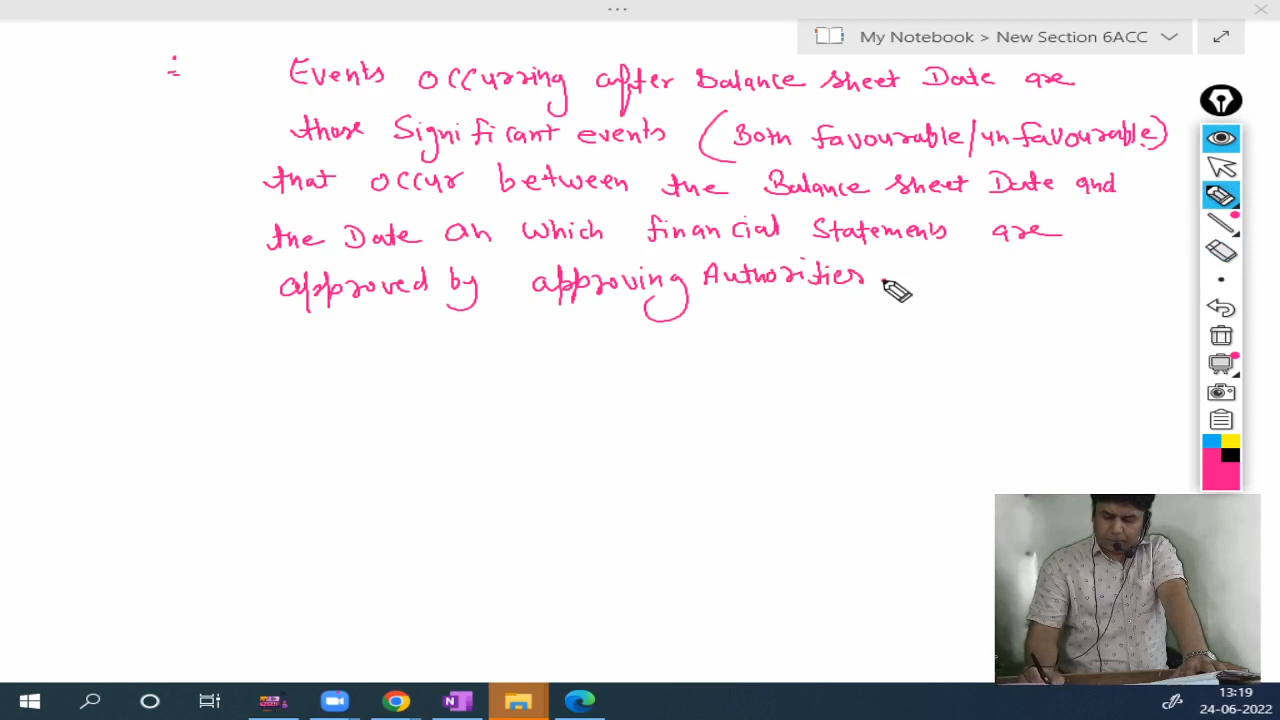 My Notebook > New Section 6ACC
Events occurring after Balance sheet Date are
those Significant events (Both favourable/unfavourable)
that occur between the Balance sheet Date and
the Date on which financial Statements are
approved by approving Authorities
13:19
24-06-2022